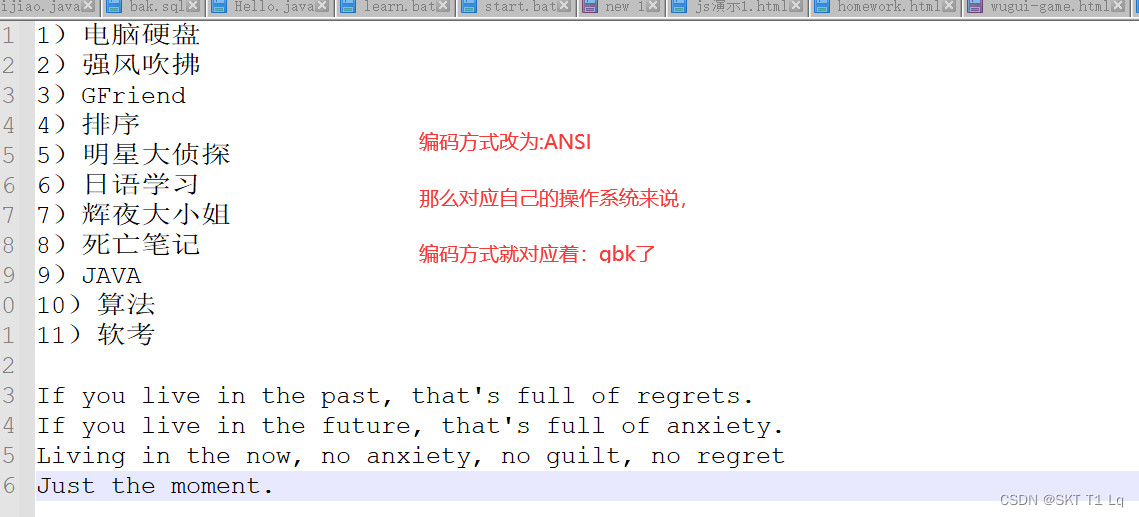 ijiao.java bak.sql Hello.java learn.bat start.bat new 1 js演示1.html homework.html wugui-game.html
1 1）电脑硬盘
2 2）强风吹拂
3 3）GFriend
4 4）排序
5 5）明星大侦探
6 6）日语学习
7 7）辉夜大小姐
8 8）死亡笔记
9 9）JAVA
0 10）算法
1 11）软考
2
3 If you live in the past, that's full of regrets.
4 If you live in the future, that's full of anxiety.
5 Living in the now, no anxiety, no guilt, no regret
6 Just the moment.
编码方式改为:ANSI
那么对应自己的操作系统来说，
编码方式就对应着：gbk了
CSDN @SKT T1 Lq